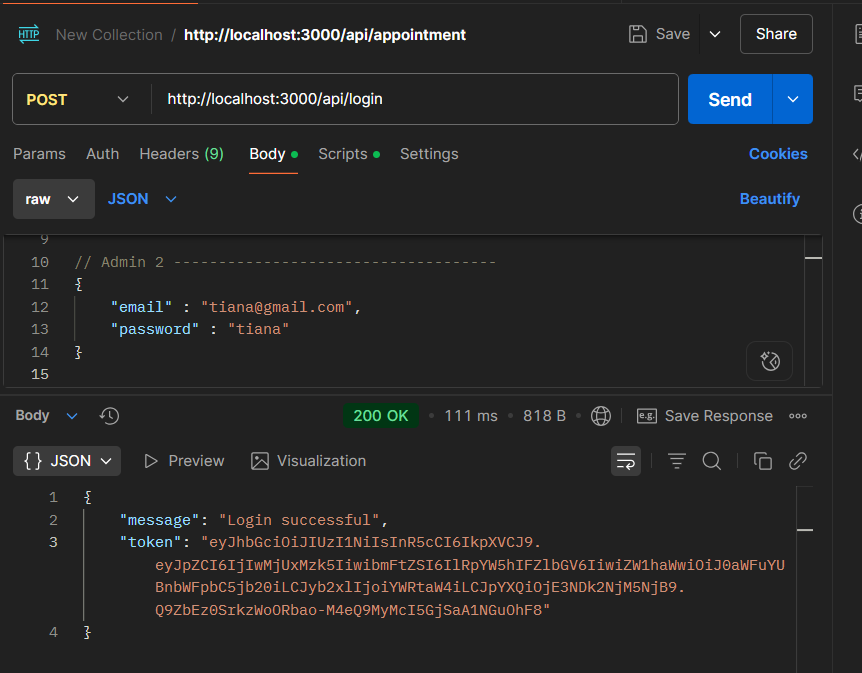 HTTP New Collection / http://localhost:3000/api/appointment Save Share
POST http://localhost:3000/api/login Send
Params Auth Headers (9) Body Scripts Settings Cookies
raw JSON Beautify
9
10 // Admin 2 ------------------------------------
11 {
12 "email" : "tiana@gmail.com",
13 "password" : "tiana"
14 }
15
Body 200 OK • 111 ms • 818 B • e.g. Save Response
{} JSON Preview Visualization
1 {
2 "message": "Login successful",
3 "token": "eyJhbGciOiJIUzI1NiIsInR5cCI6IkpXVCJ9.
eyJpZCI6IjIwMjUxMzk5IiwibmFtZSI6IlRpYW5hIFZlbGV6IiwiZW1haWwiOiJ0aWFuYU
BnbWFpbC5jb20iLCJyb2xlIjoiYWRtaW4iLCJpYXQiOjE3NDk2NjM5NjB9.
Q9ZbEz0SrkzWoORbao-M4eQ9MyMcI5GjSaA1NGuOhF8"
4 }